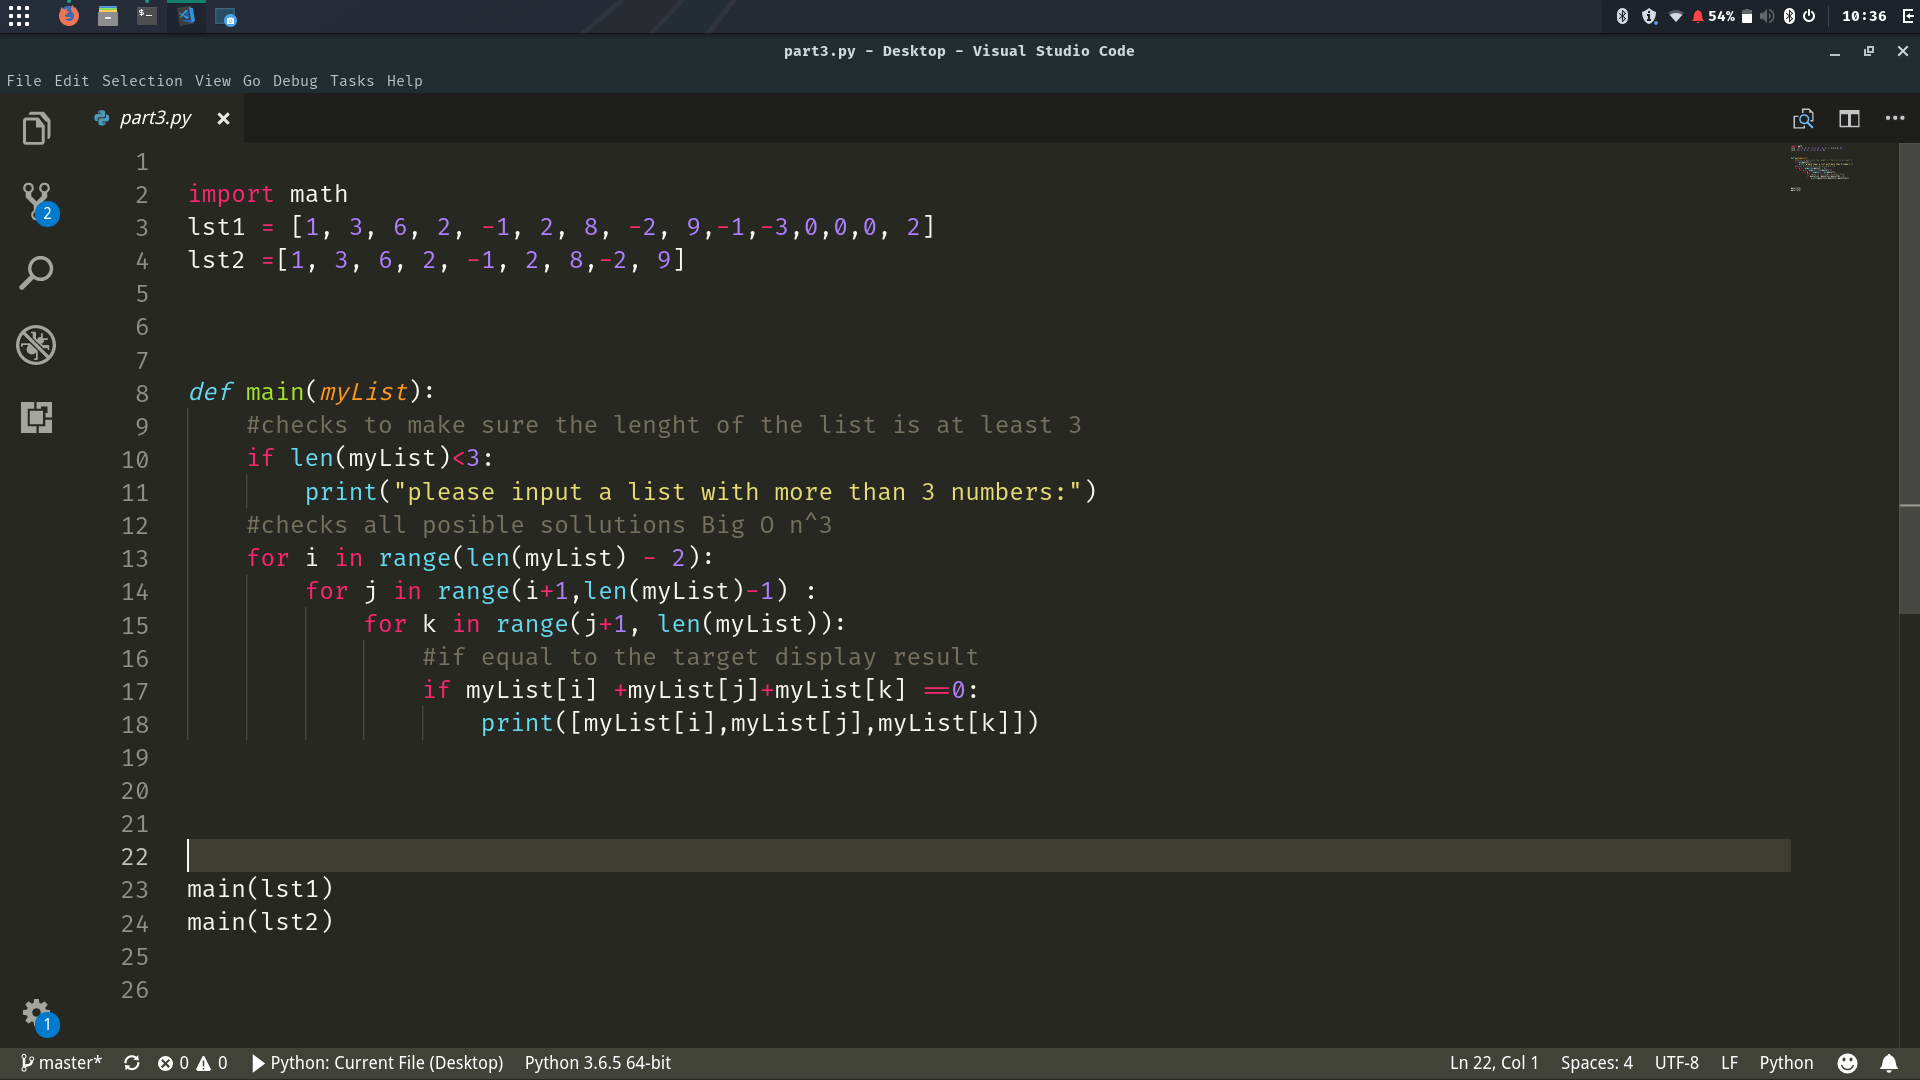 54% 10:36
part3.py - Desktop - Visual Studio Code
File Edit Selection View Go Debug Tasks Help
part3.py
1
2 import math
3 lst1 = [1, 3, 6, 2, -1, 2, 8, -2, 9,-1,-3,0,0,0, 2]
4 lst2 =[1, 3, 6, 2, -1, 2, 8,-2, 9]
5
6
7
8 def main(myList):
9 #checks to make sure the lenght of the list is at least 3
10 if len(myList)<3:
11 print("please input a list with more than 3 numbers:")
12 #checks all posible sollutions Big O n^3
13 for i in range(len(myList) - 2):
14 for j in range(i+1,len(myList)-1) :
15 for k in range(j+1, len(myList)):
16 #if equal to the target display result
17 if myList[i] +myList[j]+myList[k] ==0:
18 print([myList[i],myList[j],myList[k]])
19
20
21
22
23 main(lst1)
24 main(lst2)
25
26
2
1
master* 0 0 Python: Current File (Desktop) Python 3.6.5 64-bit Ln 22, Col 1 Spaces: 4 UTF-8 LF Python